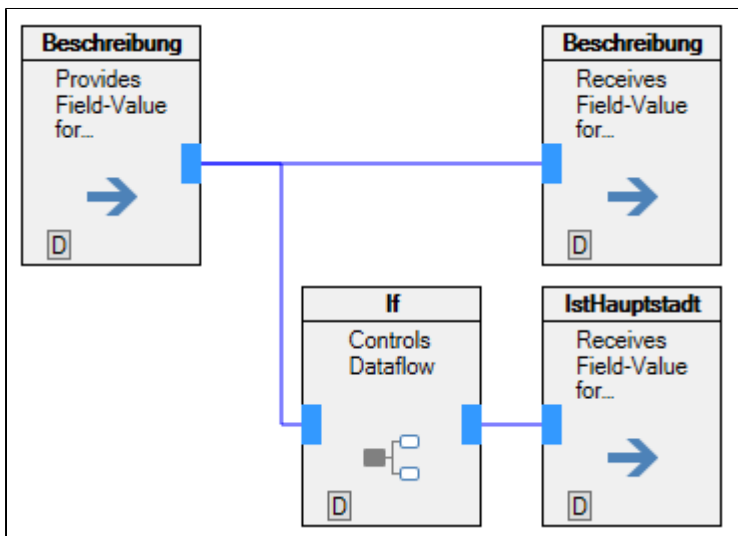 Beschreibung
Provides
Field-Value
for...
D
Beschreibung
Receives
Field-Value
for...
D
If
Controls
Dataflow
D
IstHauptstadt
Receives
Field-Value
for...
D